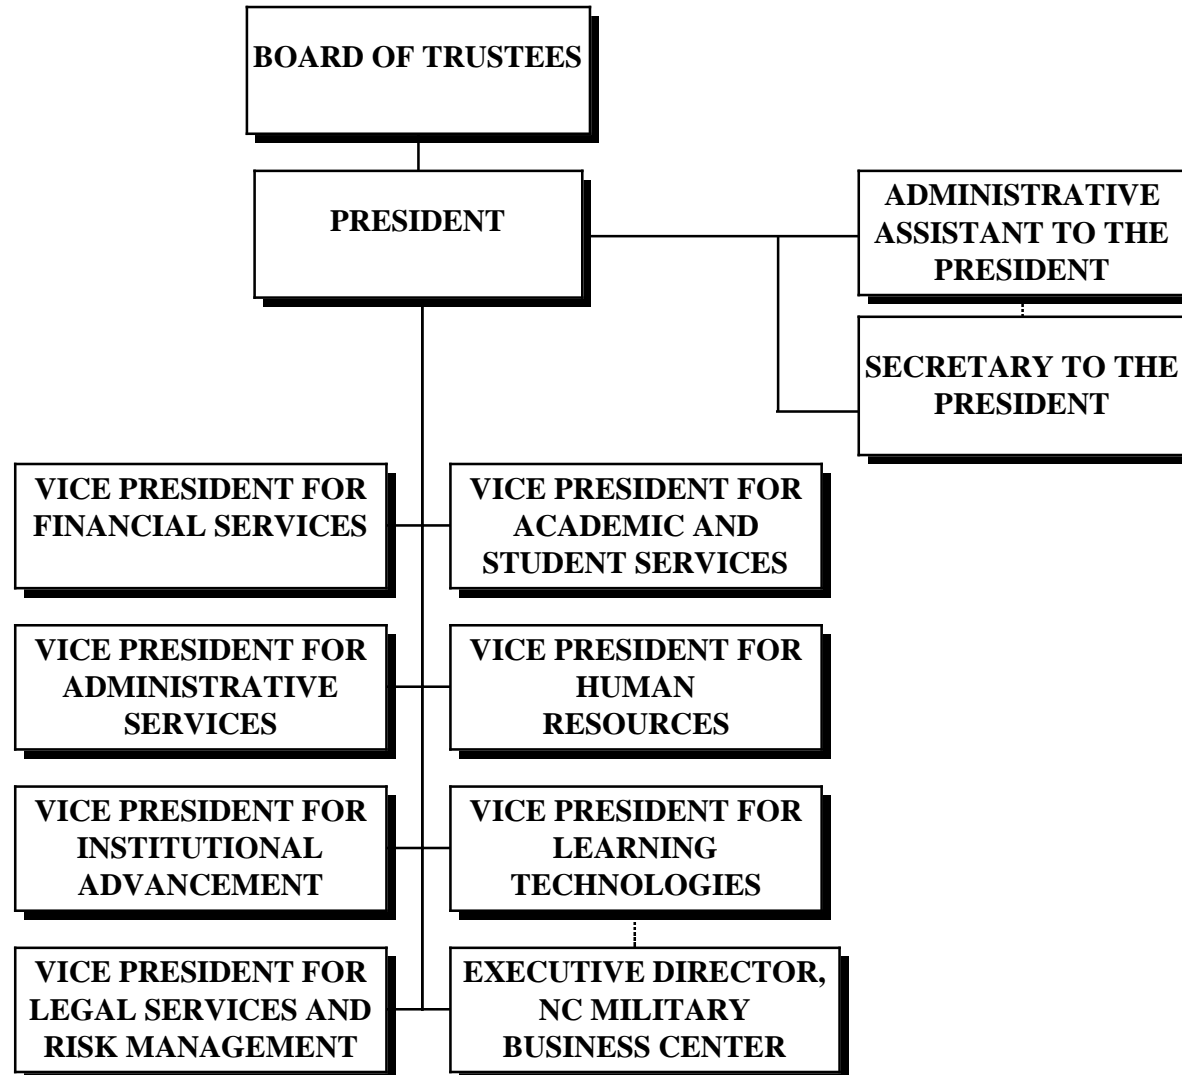 BOARD OF TRUSTEES
PRESIDENT
ADMINISTRATIVE
ASSISTANT TO THE
PRESIDENT
SECRETARY TO THE
PRESIDENT
VICE PRESIDENT FOR
FINANCIAL SERVICES
VICE PRESIDENT FOR
ACADEMIC AND
STUDENT SERVICES
VICE PRESIDENT FOR
ADMINISTRATIVE
SERVICES
VICE PRESIDENT FOR
HUMAN
RESOURCES
VICE PRESIDENT FOR
INSTITUTIONAL
ADVANCEMENT
VICE PRESIDENT FOR
LEARNING
TECHNOLOGIES
VICE PRESIDENT FOR
LEGAL SERVICES AND
RISK MANAGEMENT
EXECUTIVE DIRECTOR,
NC MILITARY
BUSINESS CENTER